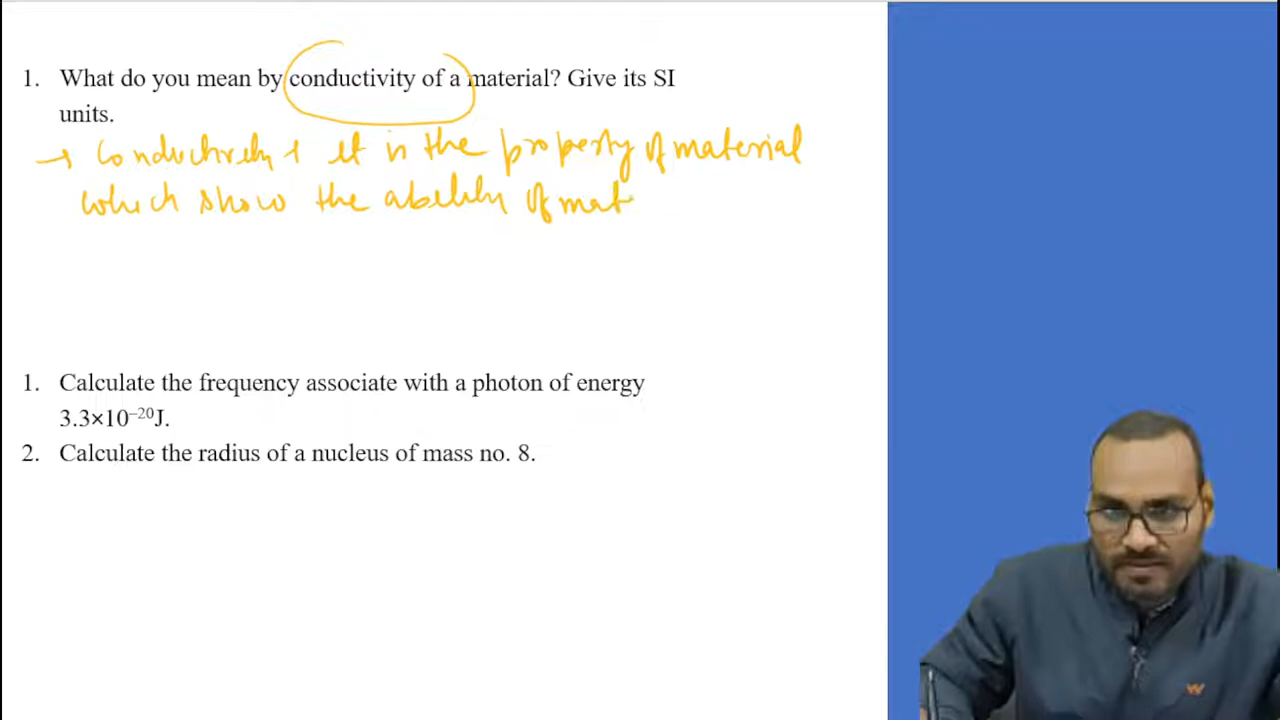 1. What do you mean by conductivity of a material? Give its SI
units.
→ Conductivity → It is the property of material
which show the ability of mat
1. Calculate the frequency associate with a photon of energy
3.3×10⁻²⁰J.
2. Calculate the radius of a nucleus of mass no. 8.